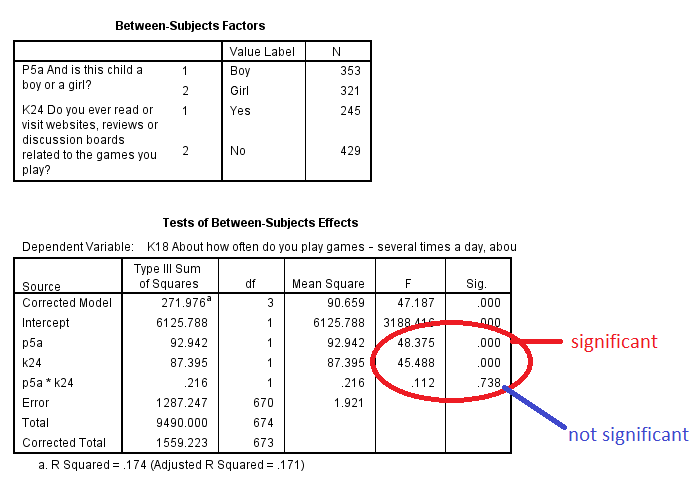 Between-Subjects Factors
Value Label N
P5a And is this child a boy or a girl? 1 Boy 353
2 Girl 321
K24 Do you ever read or visit websites, reviews or discussion boards related to the games you play? 1 Yes 245
2 No 429
Tests of Between-Subjects Effects
Dependent Variable: K18 About how often do you play games - several times a day, abou
Source Type III Sum of Squares df Mean Square F Sig.
Corrected Model 271.976a 3 90.659 47.187 .000
Intercept 6125.788 1 6125.788 3188.416 .000
p5a 92.942 1 92.942 48.375 .000
k24 87.395 1 87.395 45.488 .000
p5a * k24 .216 1 .216 .112 .738
Error 1287.247 670 1.921
Total 9490.000 674
Corrected Total 1559.223 673
a. R Squared = .174 (Adjusted R Squared = .171)
significant
not significant